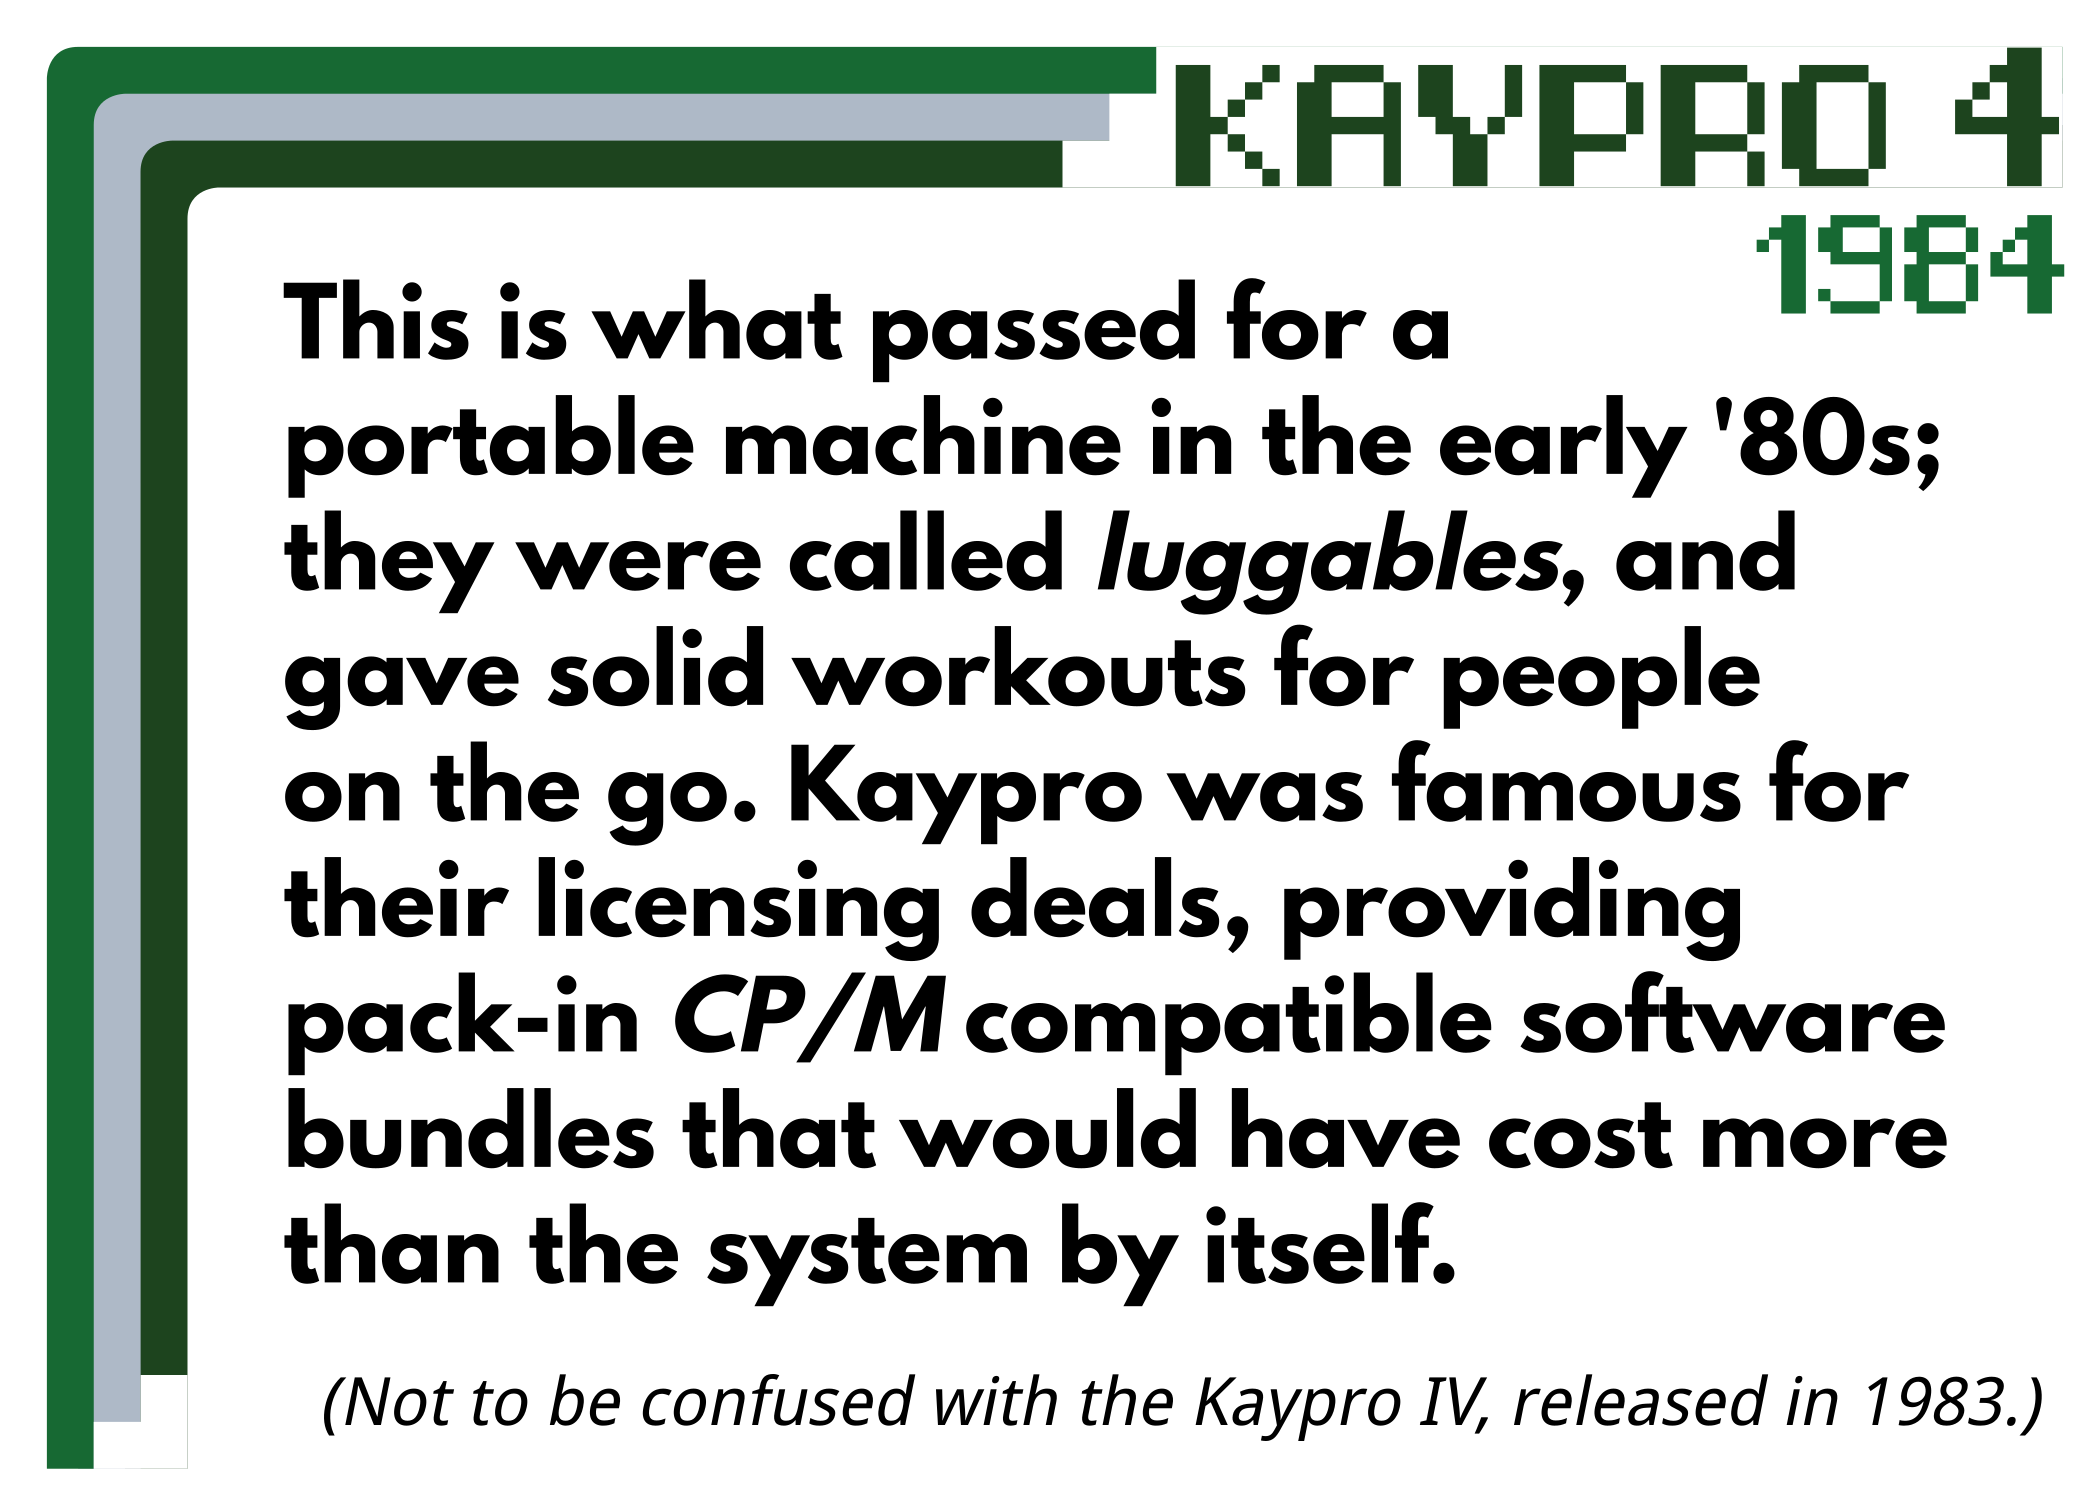 KAYPRO 4
1984
This is what passed for a
portable machine in the early '80s;
they were called luggables, and
gave solid workouts for people
on the go. Kaypro was famous for
their licensing deals, providing
pack-in CP/M compatible software
bundles that would have cost more
than the system by itself.
(Not to be confused with the Kaypro IV, released in 1983.)